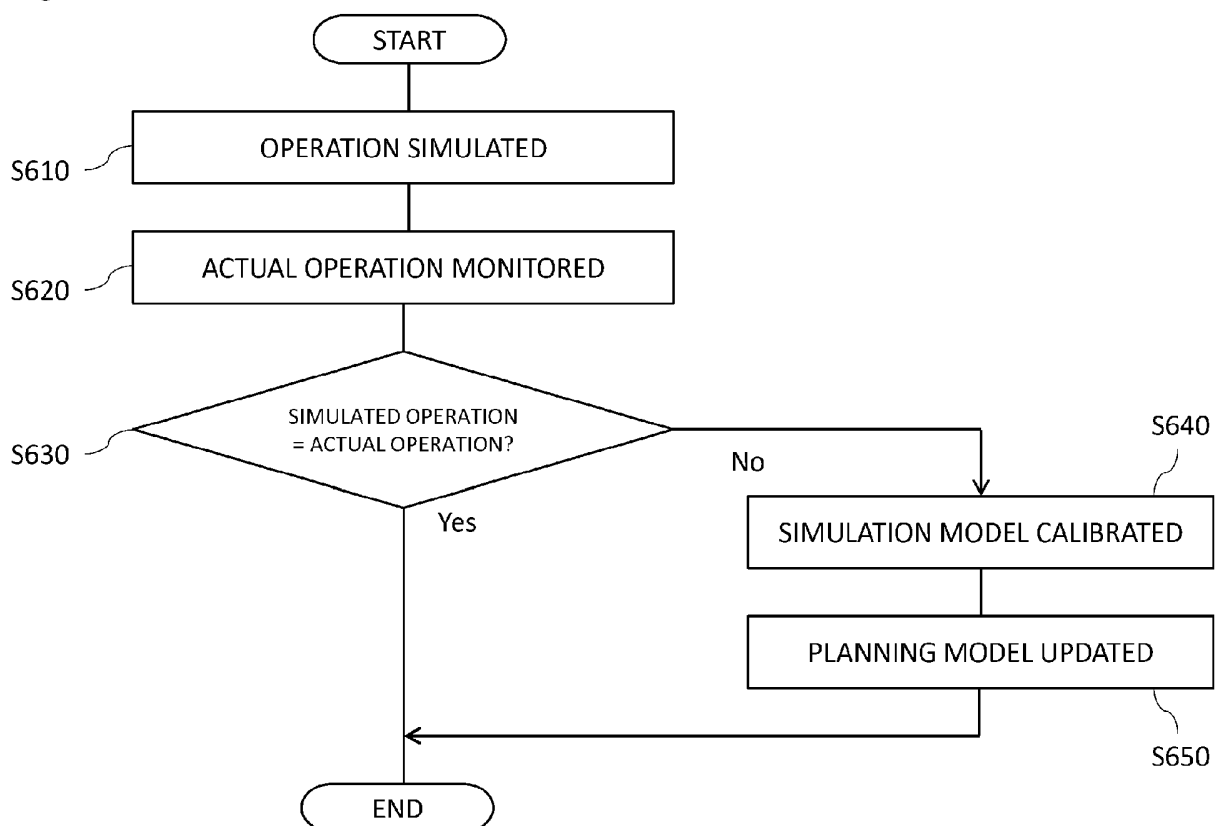 START
OPERATION SIMULATED
S610
ACTUAL OPERATION MONITORED
S620
SIMULATED OPERATION
= ACTUAL OPERATION?
S630
No
Yes
S640
SIMULATION MODEL CALIBRATED
PLANNING MODEL UPDATED
S650
END